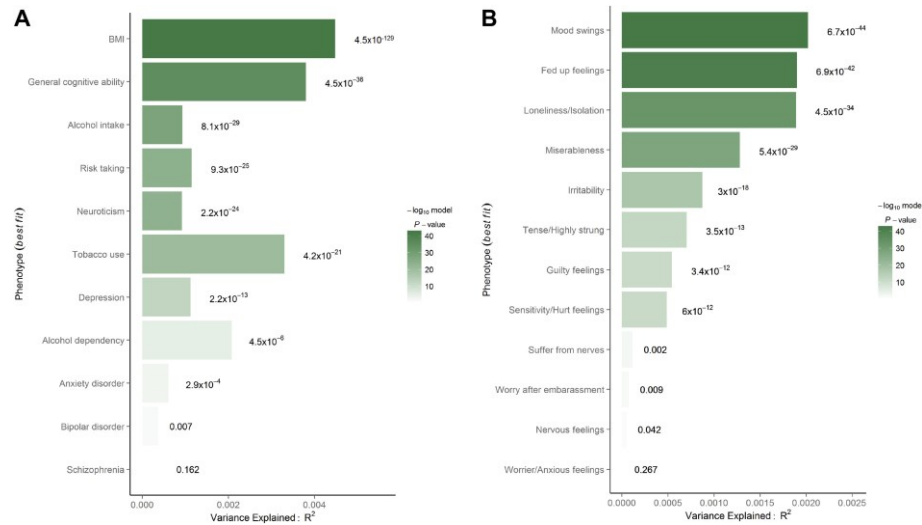 A
BMI
4.5x10⁻¹²⁹
General cognitive ability
4.5x10⁻³⁸
Alcohol intake
8.1x10⁻²⁹
Risk taking
9.3x10⁻²⁵
Neuroticism
2.2x10⁻²⁴
Tobacco use
4.2x10⁻²¹
Depression
2.2x10⁻¹³
Alcohol dependency
4.5x10⁻⁶
Anxiety disorder
2.9x10⁻⁴
Bipolar disorder
0.007
Schizophrenia
0.162
Phenotype (best fit)
0.000 0.002 0.004
Variance Explained: R²
−log₁₀ model
P − value
40
30
20
10
B
Mood swings
6.7x10⁻⁴⁴
Fed up feelings
6.9x10⁻⁴²
Loneliness/Isolation
4.5x10⁻³⁴
Miserableness
5.4x10⁻²⁹
Irritability
3x10⁻¹⁸
Tense/Highly strung
3.5x10⁻¹³
Guilty feelings
3.4x10⁻¹²
Sensitivity/Hurt feelings
6x10⁻¹²
Suffer from nerves
0.002
Worry after embarassment
0.009
Nervous feelings
0.042
Worrier/Anxious feelings
0.267
Phenotype (best fit)
0.0000 0.0005 0.0010 0.0015 0.0020 0.0025
Variance Explained: R²
−log₁₀ model
P − value
40
30
20
10